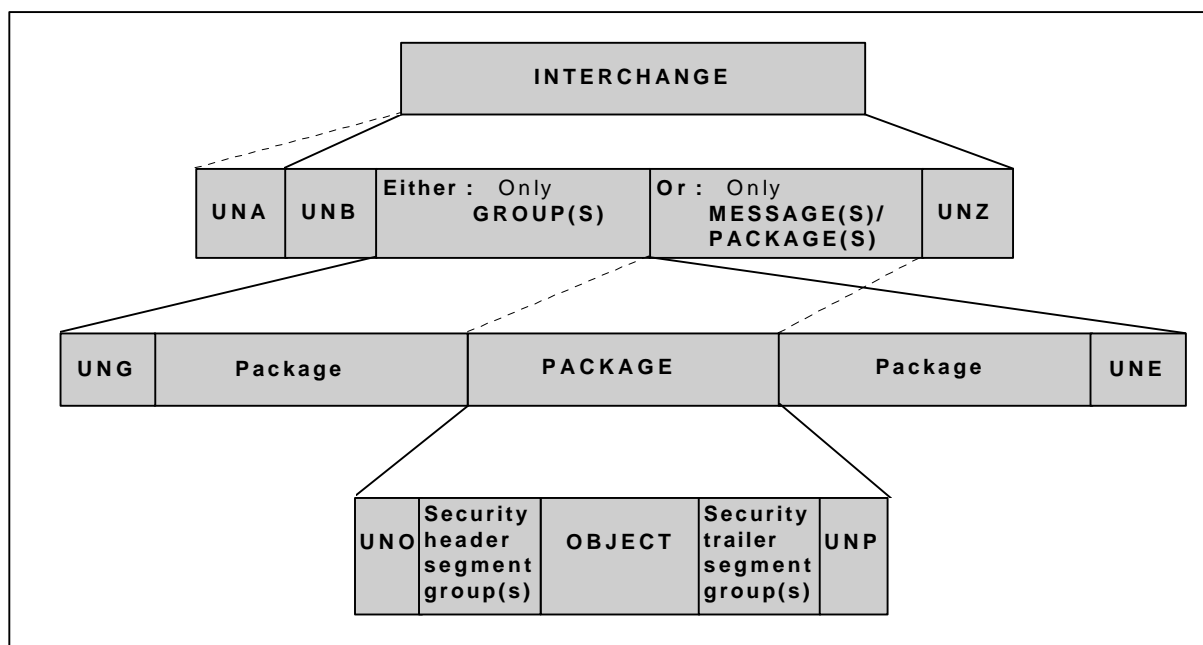 INTERCHANGE
UNA
UNB
Either : Only
GROUP(S)
Or : Only
MESSAGE(S)/
PACKAGE(S)
UNZ
UNG
Package
PACKAGE
Package
UNE
UNO
Security
header
segment
group(s)
OBJECT
Security
trailer
segment
group(s)
UNP